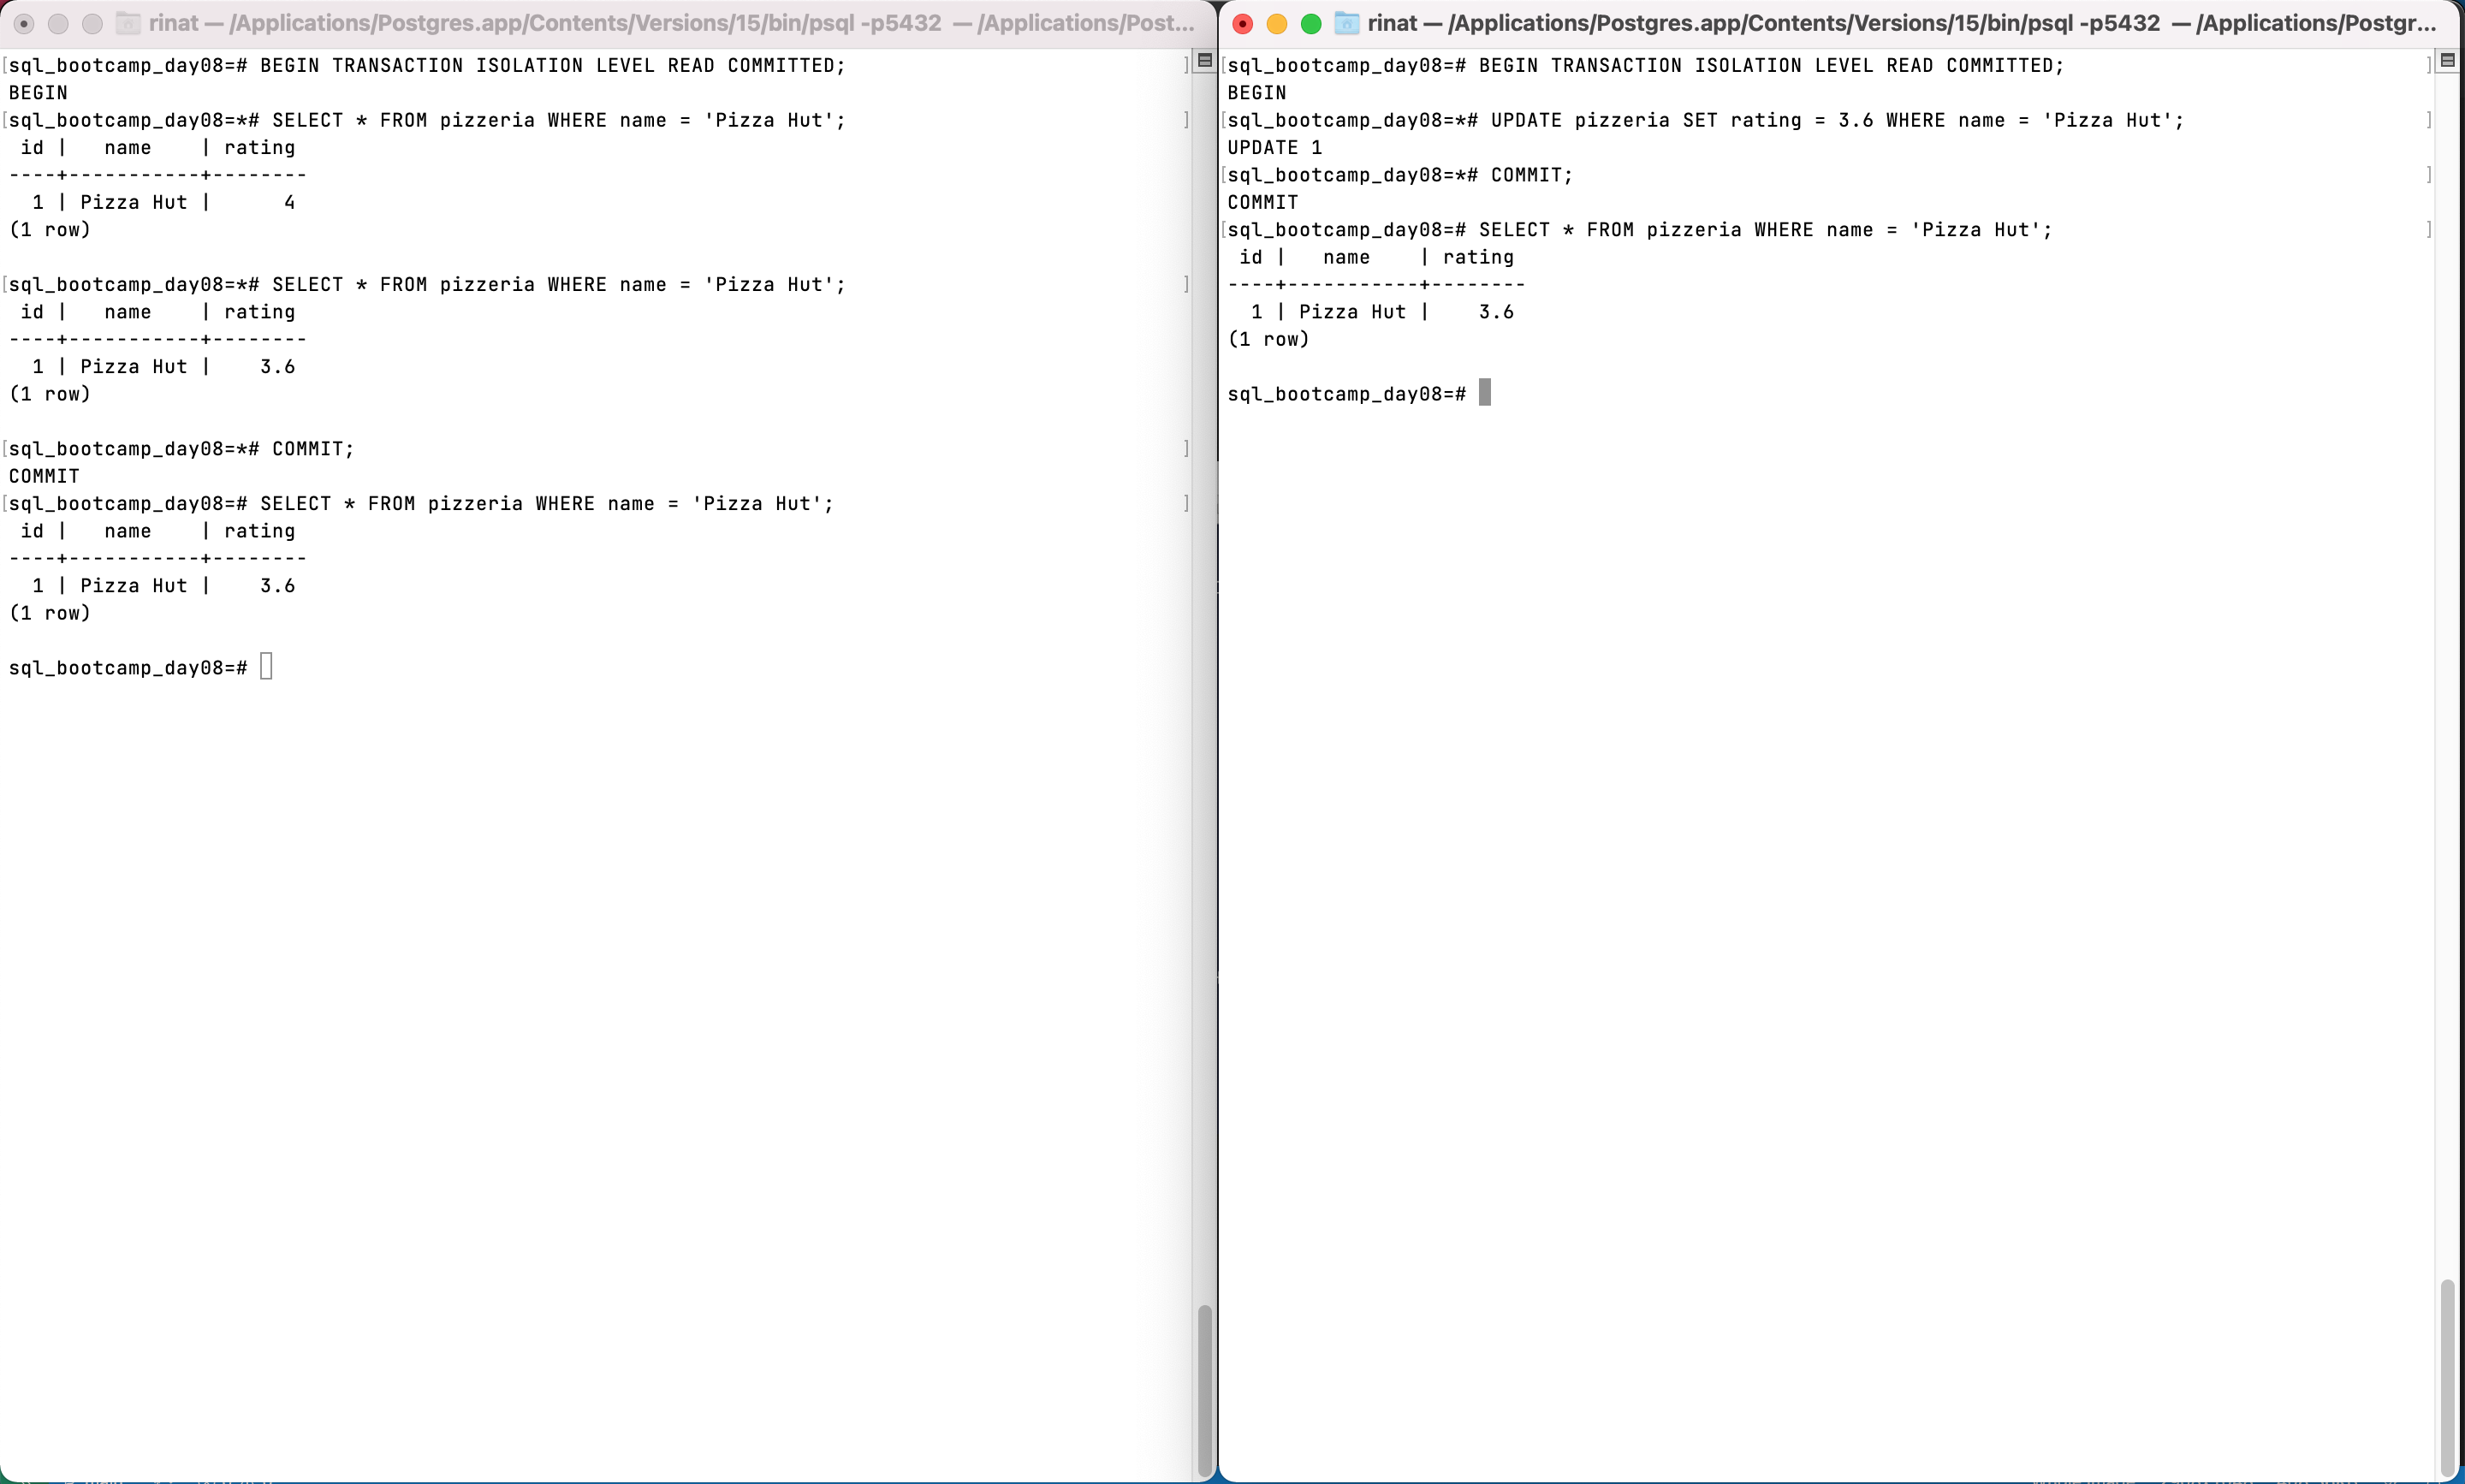 rinat — /Applications/Postgres.app/Contents/Versions/15/bin/psql -p5432 — /Applications/Post...
[sql_bootcamp_day08=# BEGIN TRANSACTION ISOLATION LEVEL READ COMMITTED; ]
BEGIN
[sql_bootcamp_day08=*# SELECT * FROM pizzeria WHERE name = 'Pizza Hut'; ]
 id |   name    | rating
----+-----------+--------
  1 | Pizza Hut |      4
(1 row)
[sql_bootcamp_day08=*# SELECT * FROM pizzeria WHERE name = 'Pizza Hut'; ]
 id |   name    | rating
----+-----------+--------
  1 | Pizza Hut |    3.6
(1 row)
[sql_bootcamp_day08=*# COMMIT; ]
COMMIT
[sql_bootcamp_day08=# SELECT * FROM pizzeria WHERE name = 'Pizza Hut'; ]
 id |   name    | rating
----+-----------+--------
  1 | Pizza Hut |    3.6
(1 row)
sql_bootcamp_day08=#
rinat — /Applications/Postgres.app/Contents/Versions/15/bin/psql -p5432 — /Applications/Postgr...
[sql_bootcamp_day08=# BEGIN TRANSACTION ISOLATION LEVEL READ COMMITTED; ]
BEGIN
[sql_bootcamp_day08=*# UPDATE pizzeria SET rating = 3.6 WHERE name = 'Pizza Hut'; ]
UPDATE 1
[sql_bootcamp_day08=*# COMMIT; ]
COMMIT
[sql_bootcamp_day08=# SELECT * FROM pizzeria WHERE name = 'Pizza Hut'; ]
 id |   name    | rating
----+-----------+--------
  1 | Pizza Hut |    3.6
(1 row)
sql_bootcamp_day08=#